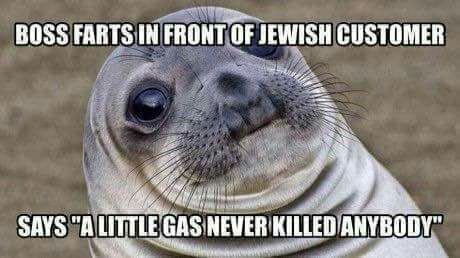 BOSS FARTS IN FRONT OF JEWISH CUSTOMER
SAYS "A LITTLE GAS NEVER KILLED ANYBODY"